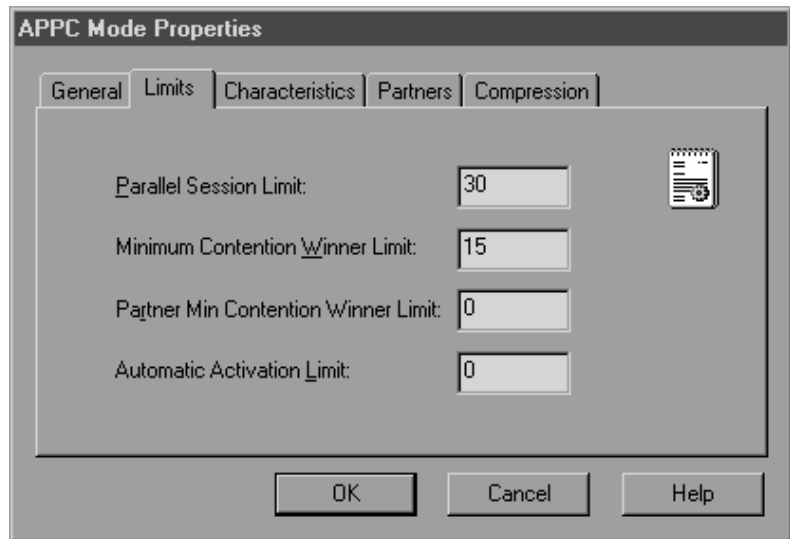 APPC Mode Properties
General Limits Characteristics Partners Compression
Parallel Session Limit: 30
Minimum Contention Winner Limit: 15
Partner Min Contention Winner Limit: 0
Automatic Activation Limit: 0
OK Cancel Help